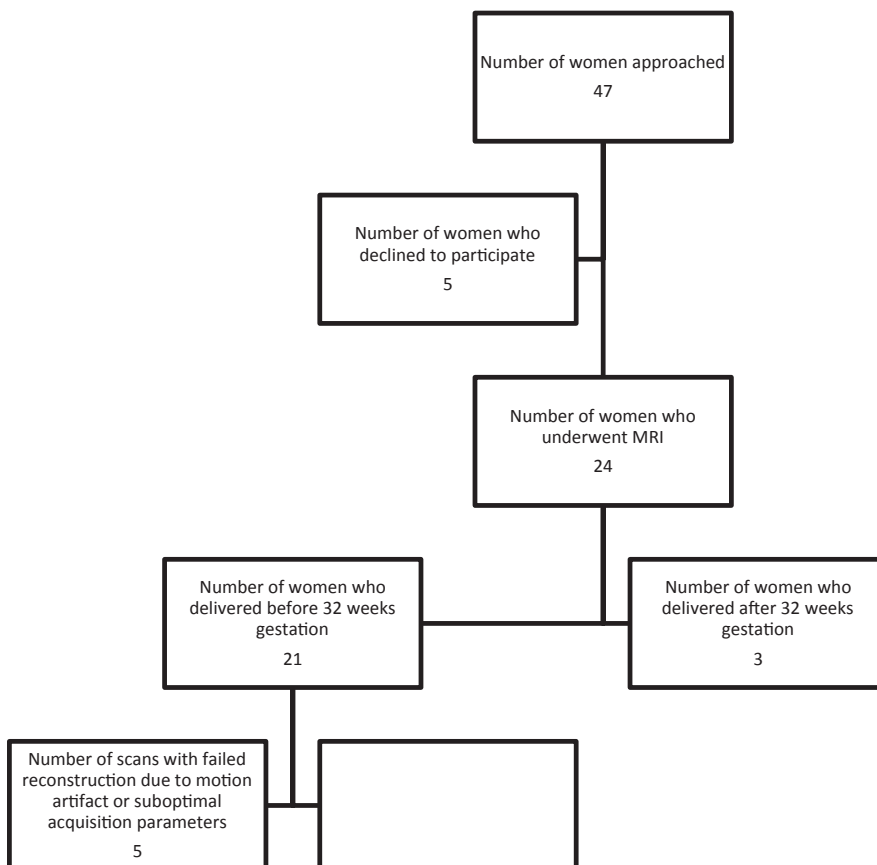 Number of women approached
47
Number of women who
declined to participate
5
Number of women who
underwent MRI
24
Number of women who
delivered before 32 weeks
gestation
21
Number of women who
delivered after 32 weeks
gestation
3
Number of scans with failed
reconstruction due to motion
artifact or suboptimal
acquisition parameters
5